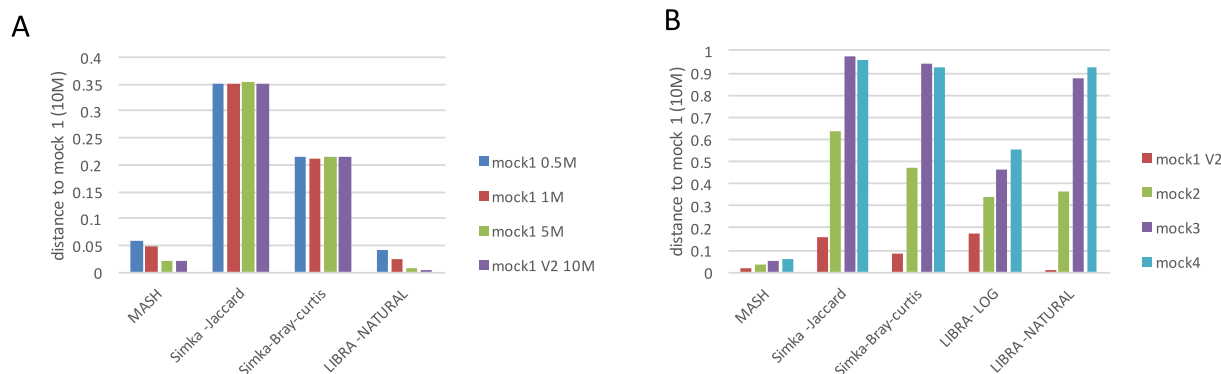 A
distance to mock 1 (10M)
0.4
0.35
0.3
0.25
0.2
0.15
0.1
0.05
0
MASH
Simka -Jaccard
Simka-Bray-curtis
LIBRA -NATURAL
mock1 0.5M
mock1 1M
mock1 5M
mock1 V2 10M
B
distance to mock 1 (10M)
1
0.9
0.8
0.7
0.6
0.5
0.4
0.3
0.2
0.1
0
MASH
Simka -Jaccard
Simka-Bray-curtis
LIBRA- LOG
LIBRA -NATURAL
mock1 V2
mock2
mock3
mock4